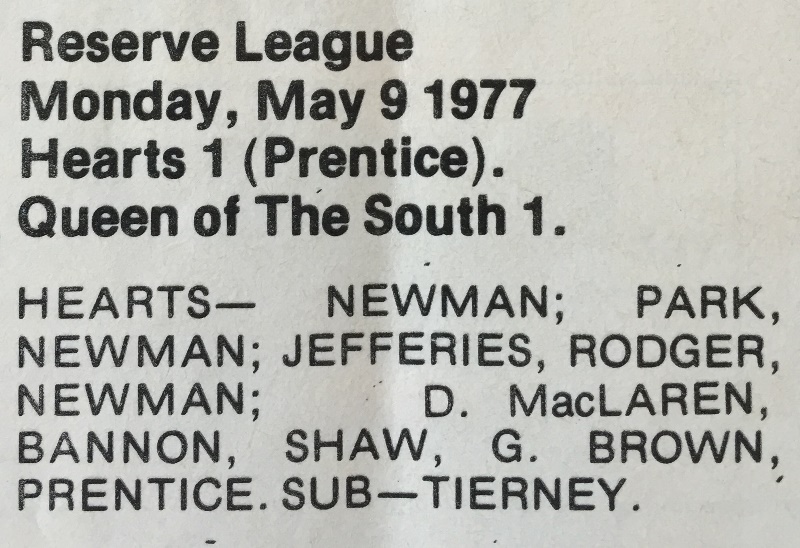 Reserve League
Monday, May 9 1977
Hearts 1 (Prentice).
Queen of The South 1.
HEARTS— NEWMAN; PARK,
NEWMAN; JEFFERIES, RODGER,
NEWMAN; D. MacLAREN,
BANNON, SHAW, G. BROWN,
PRENTICE. SUB—TIERNEY.